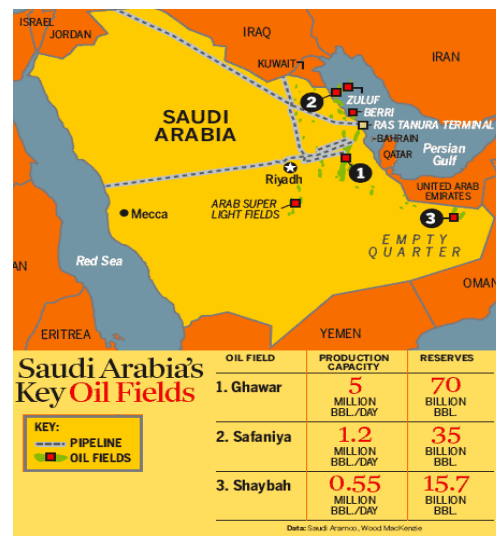 ISRAEL
JORDAN
IRAQ
IRAN
KUWAIT
2
ZULUF
BERRI
RAS TANURA TERMINAL
SAUDI
ARABIA
BAHRAIN
QATAR
Persian
Gulf
1
Riyadh
UNITED ARAB
EMIRATES
ARAB SUPER
LIGHT FIELDS
Mecca
3
EMPTY
QUARTER
Red Sea
AN
OMAN
ERITREA
YEMEN
Saudi Arabia's
Key Oil Fields
KEY:
PIPELINE
OIL FIELDS
OIL FIELD PRODUCTION CAPACITY RESERVES
1. Ghawar 5 MILLION BBL./DAY 70 BILLION BBL.
2. Safaniya 1.2 MILLION BBL./DAY 35 BILLION BBL.
3. Shaybah 0.55 MILLION BBL./DAY 15.7 BILLION BBL.
Data: Saudi Aramco, Wood MacKenzie